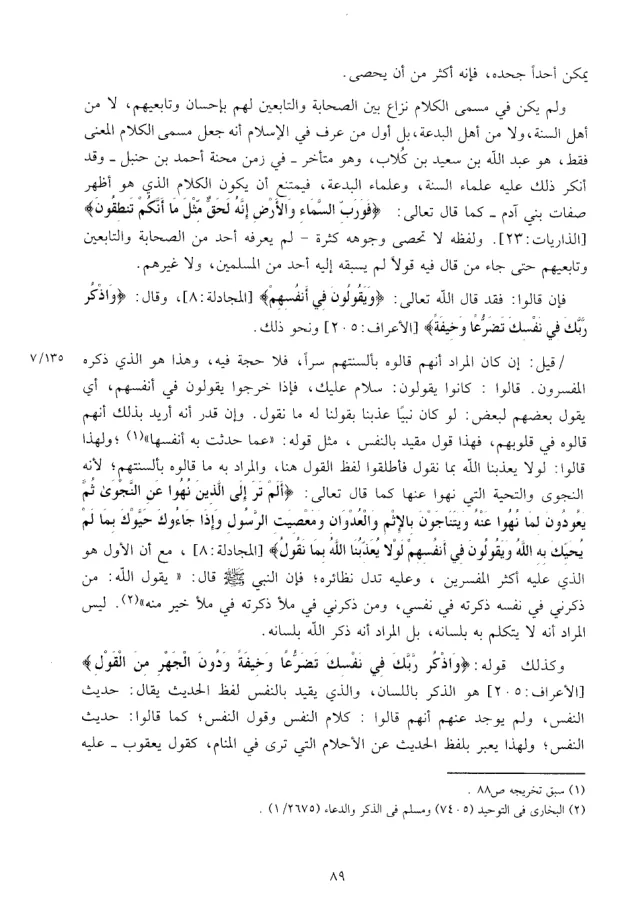 يمكن أحداً جحده، فإنه أكثر من أن يحصى.
ولم يكن في مسمى الكلام نزاع بين الصحابة والتابعين لهم بإحسان وتابعيهم، لا من
أهل السنة، ولا من أهل البدعة، بل أول من عرف في الإسلام أنه جعل مسمى الكلام المعنى
فقط، هو عبد الله بن سعيد بن كُلاب، وهو متأخر ـ في زمن محنة أحمد بن حنبل ـ وقد
أنكر ذلك عليه علماء السنة، وعلماء البدعة، فيمتنع أن يكون الكلام الذي هو أظهر
صفات بني آدم ـ كما قال تعالى: ﴿فَوَرَبِّ السَّمَاءِ وَالأَرْضِ إِنَّهُ لَحَقٌّ مِّثْلَ مَا أَنَّكُمْ تَنطِقُونَ﴾
[الذاريات: ٢٣]. ولفظه لا تحصى وجوهه كثرة - لم يعرفه أحد من الصحابة والتابعين
وتابعيهم حتى جاء من قال فيه قولاً لم يسبقه إليه أحد من المسلمين، ولا غيرهم.
فإن قالوا: فقد قال الله تعالى: ﴿وَيَقُولُونَ فِي أَنفُسِهِمْ﴾ [المجادلة: ٨]، وقال: ﴿وَاذْكُر
رَّبَّكَ فِي نَفْسِكَ تَضَرُّعًا وَخِيفَةً﴾ [الأعراف: ٢٠٥] ونحو ذلك.
٧/١٣٥ / قيل: إن كان المراد أنهم قالوه بألسنتهم سراً، فلا حجة فيه، وهذا هو الذي ذكره
المفسرون. قالوا : كانوا يقولون: سلام عليك، فإذا خرجوا يقولون في أنفسهم، أي
يقول بعضهم لبعض: لو كان نبيًا عذبنا بقولنا له ما نقول. وإن قدر أنه أريد بذلك أنهم
قالوه في قلوبهم، فهذا قول مقيد بالنفس ، مثل قوله: «عما حدثت به أنفسها»(١) ؛ولهذا
قالوا: لولا يعذبنا الله بما نقول فأطلقوا لفظ القول هنا، والمراد به ما قالوه بألسنتهم؛ لأنه
النجوى والتحية التي نهوا عنها كما قال تعالى: ﴿أَلَمْ تَرَ إِلَى الَّذِينَ نُهُوا عَنِ النَّجْوَىٰ ثُمَّ
يَعُودُونَ لِمَا نُهُوا عَنْهُ وَيَتَنَاجَوْنَ بِالإِثْمِ وَالْعُدْوَانِ وَمَعْصِيَتِ الرَّسُولِ وَإِذَا جَاءُوكَ حَيَّوْكَ بِمَا لَمْ
يُحَيِّكَ بِهِ اللَّهُ وَيَقُولُونَ فِي أَنفُسِهِمْ لَوْلا يُعَذِّبُنَا اللَّهُ بِمَا نَقُولُ﴾ [المجادلة:٨] ، مع أن الأول هو
الذي عليه أكثر المفسرين ، وعليه تدل نظائره؛ فإن النبي ﷺ قال: « يقول الله: من
ذكرني في نفسه ذكرته في نفسي، ومن ذكرني في ملأ ذكرته في ملأ خير منه»(٢). ليس
المراد أنه لا يتكلم به بلسانه، بل المراد أنه ذكر الله بلسانه.
وكذلك قوله: ﴿وَاذْكُر رَّبَّكَ فِي نَفْسِكَ تَضَرُّعًا وَخِيفَةً وَدُونَ الْجَهْرِ مِنَ الْقَوْلِ﴾
[الأعراف: ٢٠٥] هو الذكر باللسان، والذي يقيد بالنفس لفظ الحديث يقال: حديث
النفس، ولم يوجد عنهم أنهم قالوا : كلام النفس وقول النفس؛ كما قالوا: حديث
النفس؛ ولهذا يعبر بلفظ الحديث عن الأحلام التي ترى في المنام، كقول يعقوب ـ عليه
(١) سبق تخريجه ص٨٨ .
(٢) البخارى فى التوحيد (٧٤٠٥) ومسلم فى الذكر والدعاء (٢٦٧٥/ ١) .
٨٩